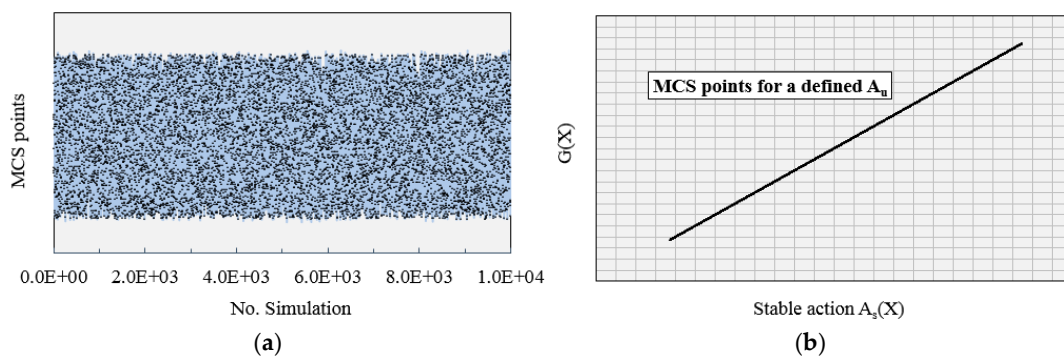 MCS points
0.0E+00 2.0E+03 4.0E+03 6.0E+03 8.0E+03 1.0E+04
No. Simulation
(a)
MCS points for a defined Au
G(X)
Stable action As(X)
(b)